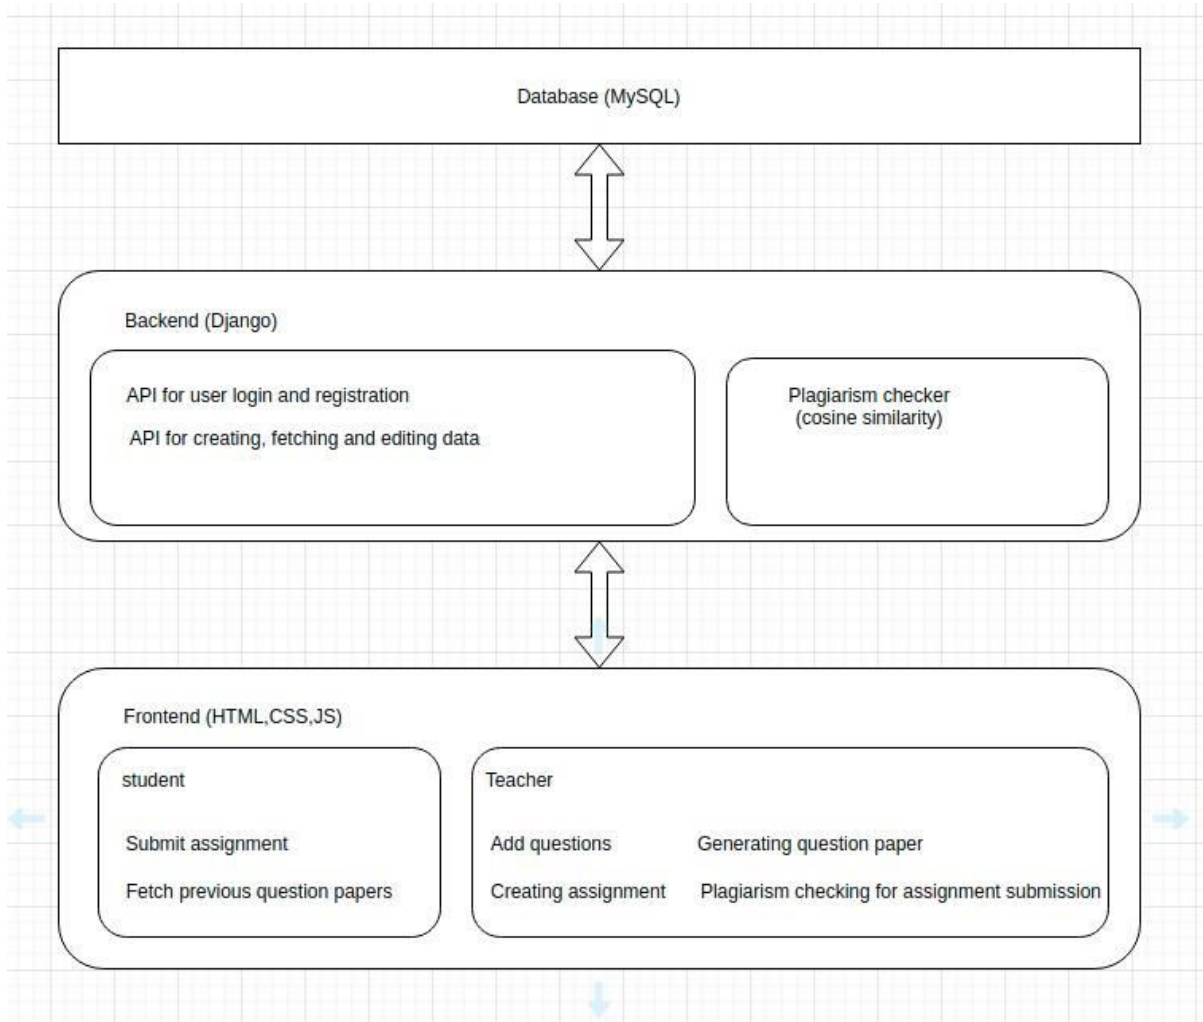 Database (MySQL)
Backend (Django)
API for user login and registration
API for creating, fetching and editing data
Plagiarism checker
(cosine similarity)
Frontend (HTML,CSS,JS)
student
Submit assignment
Fetch previous question papers
Teacher
Add questions
Generating question paper
Creating assignment
Plagiarism checking for assignment submission